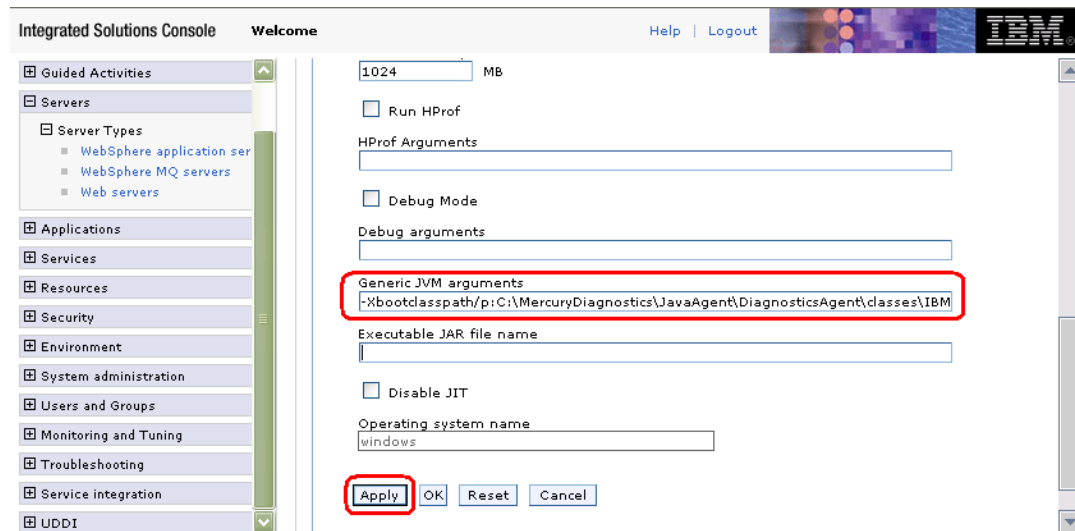 Integrated Solutions Console Welcome Help | Logout IBM®
Guided Activities
Servers
Server Types
WebSphere application ser
WebSphere MQ servers
Web servers
Applications
Services
Resources
Security
Environment
System administration
Users and Groups
Monitoring and Tuning
Troubleshooting
Service integration
UDDI
1024 MB
Run HProf
HProf Arguments
Debug Mode
Debug arguments
Generic JVM arguments
-Xbootclasspath/p:C:\MercuryDiagnostics\JavaAgent\DiagnosticsAgent\classes\IBM
Executable JAR file name
Disable JIT
Operating system name
windows
Apply OK Reset Cancel